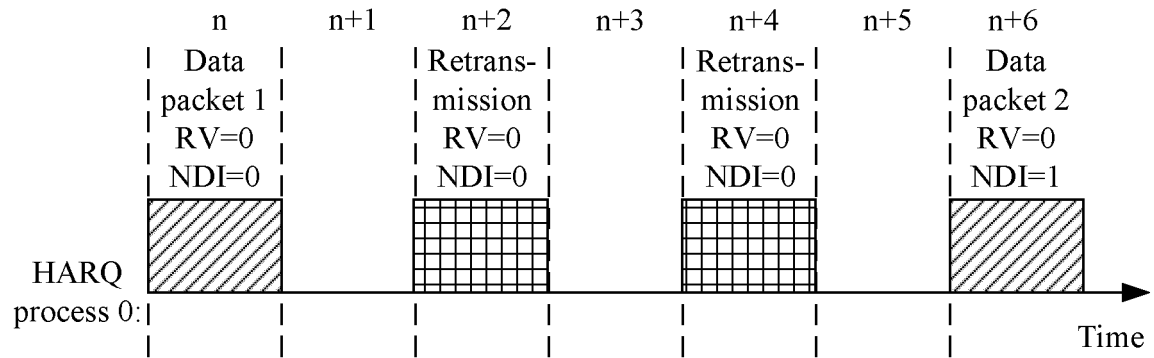 n n+1 n+2 n+3 n+4 n+5 n+6
Data
packet 1
RV=0
NDI=0
Retrans-
mission
RV=0
NDI=0
Retrans-
mission
RV=0
NDI=0
Data
packet 2
RV=0
NDI=1
HARQ
process 0:
Time